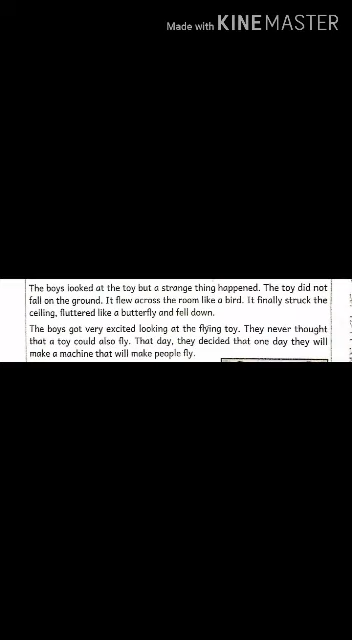 Made with KINEMASTER
The boys looked at the toy but a strange thing happened. The toy did not
fall on the ground. It flew across the room like a bird. It finally struck the
ceiling, fluttered like a butterfly and fell down.
The boys got very excited looking at the flying toy. They never thought
that a toy could also fly. That day, they decided that one day they will
make a machine that will make people fly.